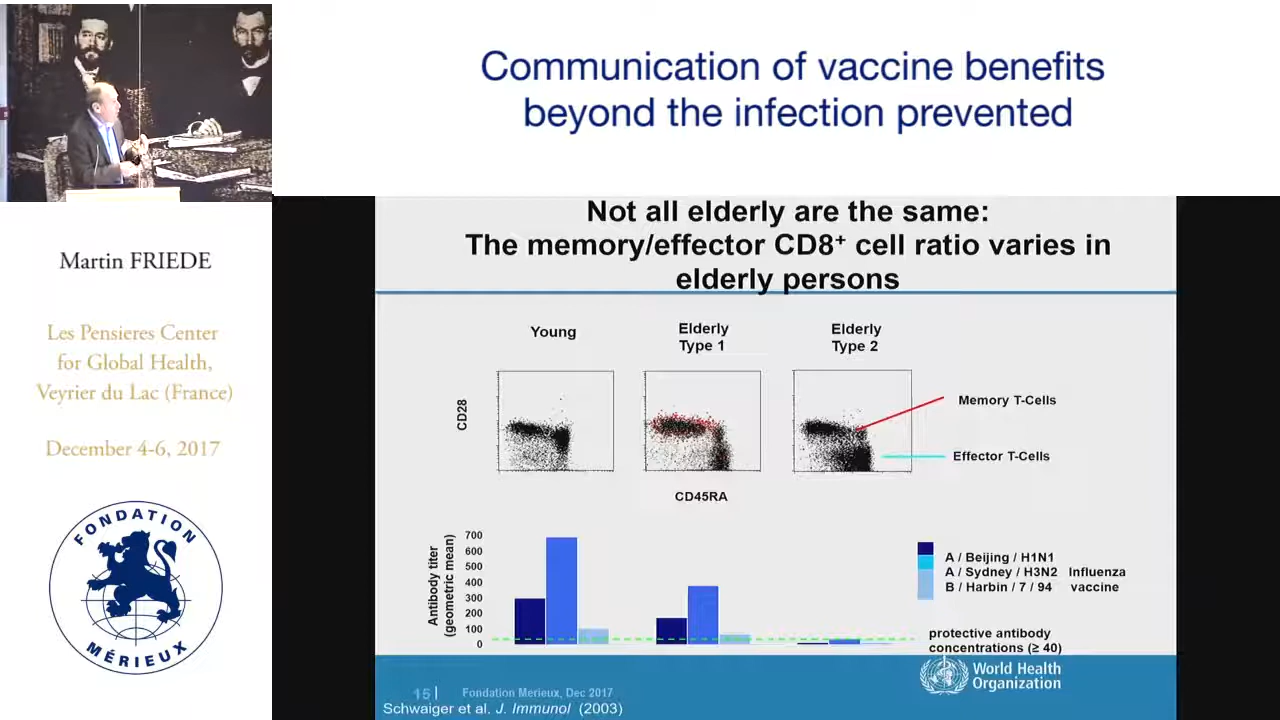 Communication of vaccine benefits
beyond the infection prevented
Martin FRIEDE
Les Pensieres Center
for Global Health,
Veyrier du Lac (France)
December 4-6, 2017
FONDATION
MÉRIEUX
Not all elderly are the same:
The memory/effector CD8+ cell ratio varies in
elderly persons
Young
Elderly
Type 1
Elderly
Type 2
CD28
Memory T-Cells
Effector T-Cells
CD45RA
Antibody titer
(geometric mean)
700
600
500
400
300
200
100
0
A / Beijing / H1N1
A / Sydney / H3N2 Influenza
B / Harbin / 7 / 94 vaccine
protective antibody
concentrations (≥ 40)
World Health
Organization
15 | Fondation Merieux, Dec 2017
Schwaiger et al. J. Immunol (2003)